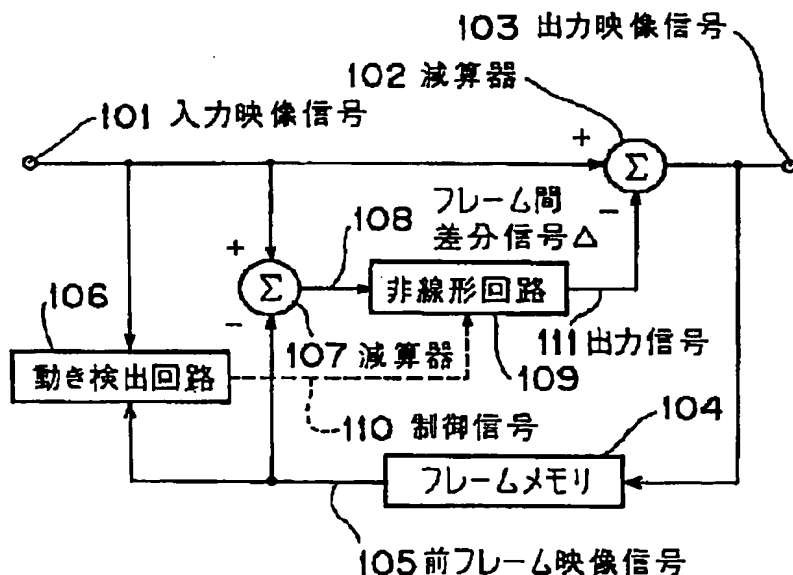 103 出力映像信号
102 減算器
101 入力映像信号
+
Σ
−
フレーム間
差分信号△
108
+
Σ
−
非線形回路
106
107 減算器
111 出力信号
109
動き検出回路
110 制御信号
104
フレームメモリ
105 前フレーム映像信号